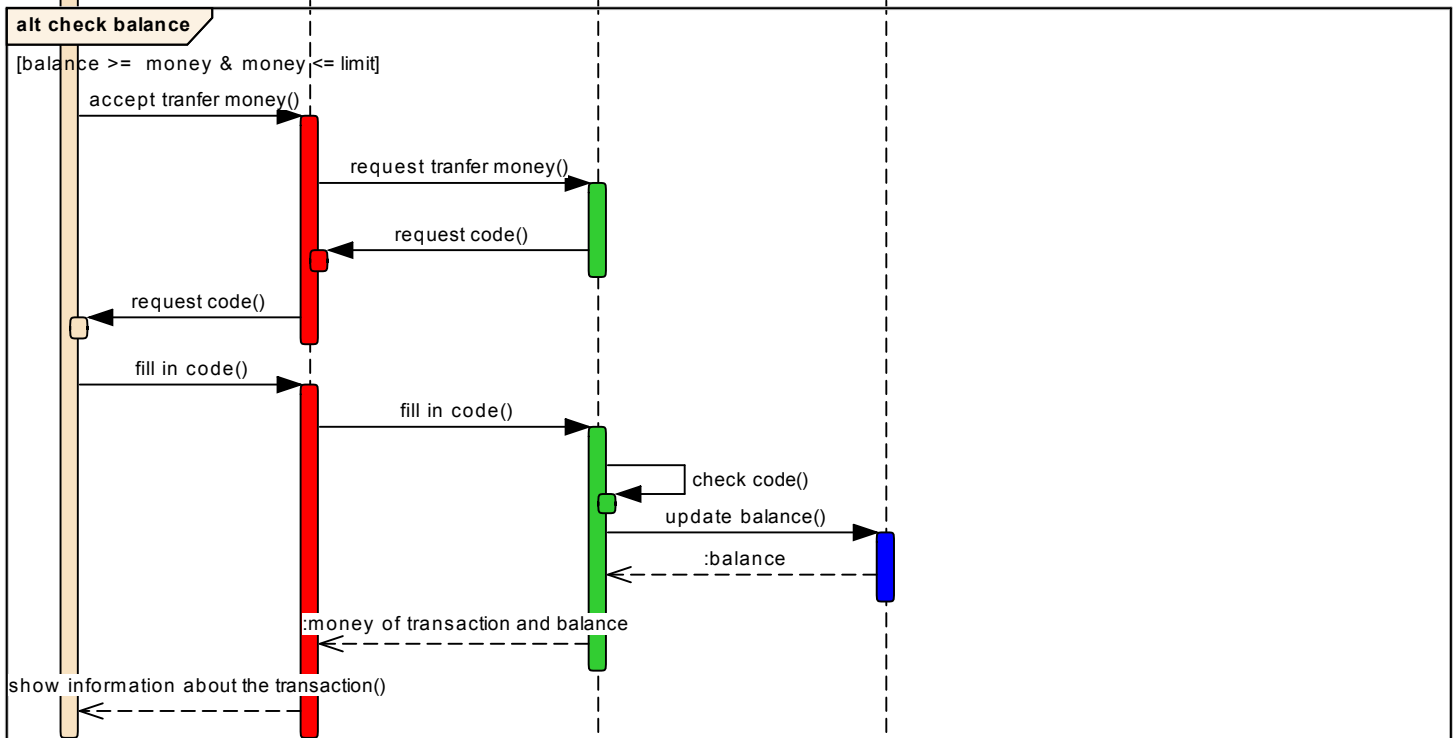 alt check balance
[balance >= money & money <= limit]
accept tranfer money()
request tranfer money()
request code()
request code()
fill in code()
fill in code()
check code()
update balance()
:balance
:money of transaction and balance
show information about the transaction()